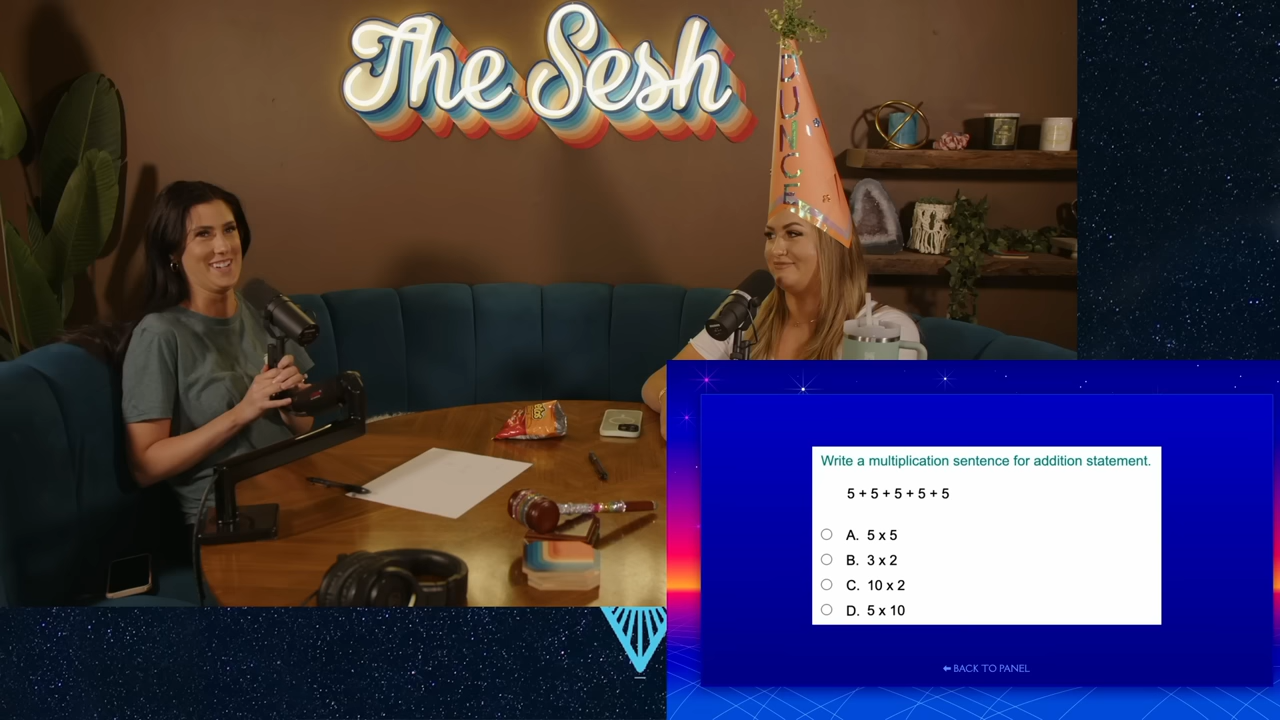 The Sesh
DUNCE
Write a multiplication sentence for addition statement.
5 + 5 + 5 + 5 + 5
A. 5 x 5
B. 3 x 2
C. 10 x 2
D. 5 x 10
BACK TO PANEL